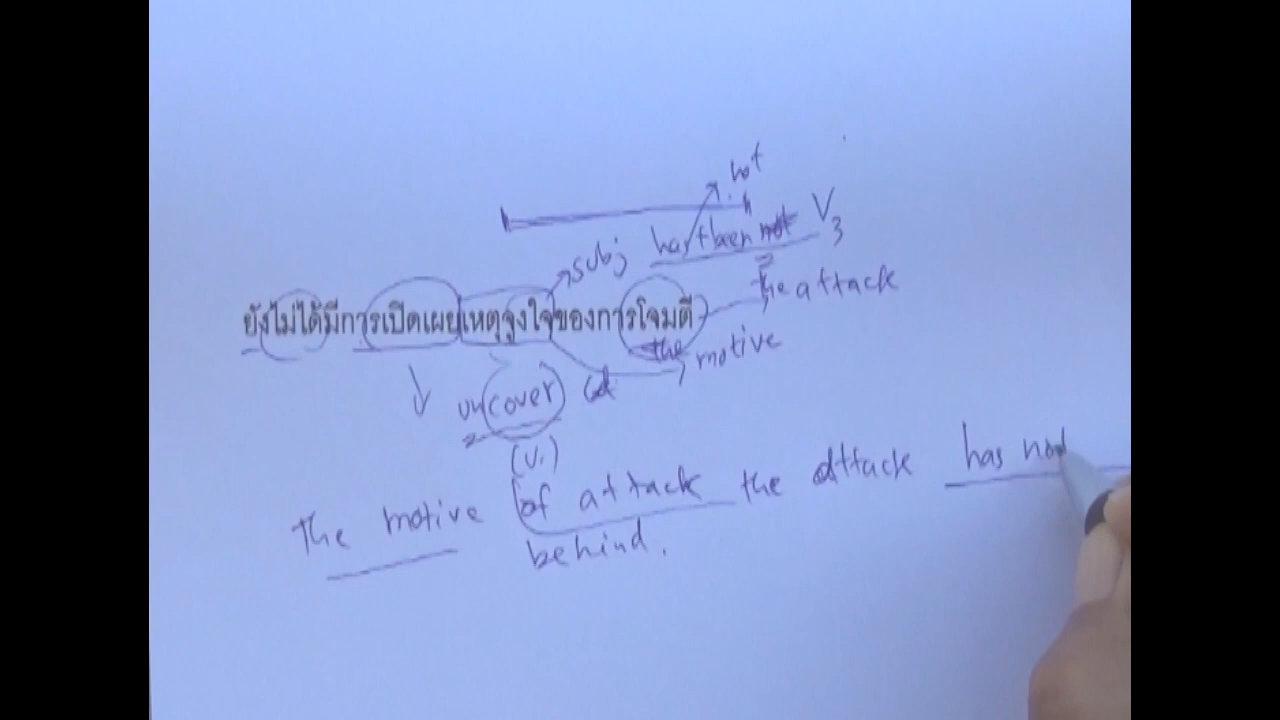 not
has been not V3
subj
the attack
ยังไม่ได้มีการเปิดเผยเหตุจูงใจของการโจมตี
the motive
uncover ed
(V.)
The motive of attack the attack has not
behind.